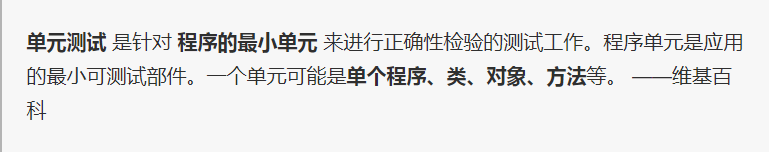 单元测试 是针对 程序的最小单元 来进行正确性检验的测试工作。程序单元是应用
的最小可测试部件。一个单元可能是单个程序、类、对象、方法等。 ——维基百
科